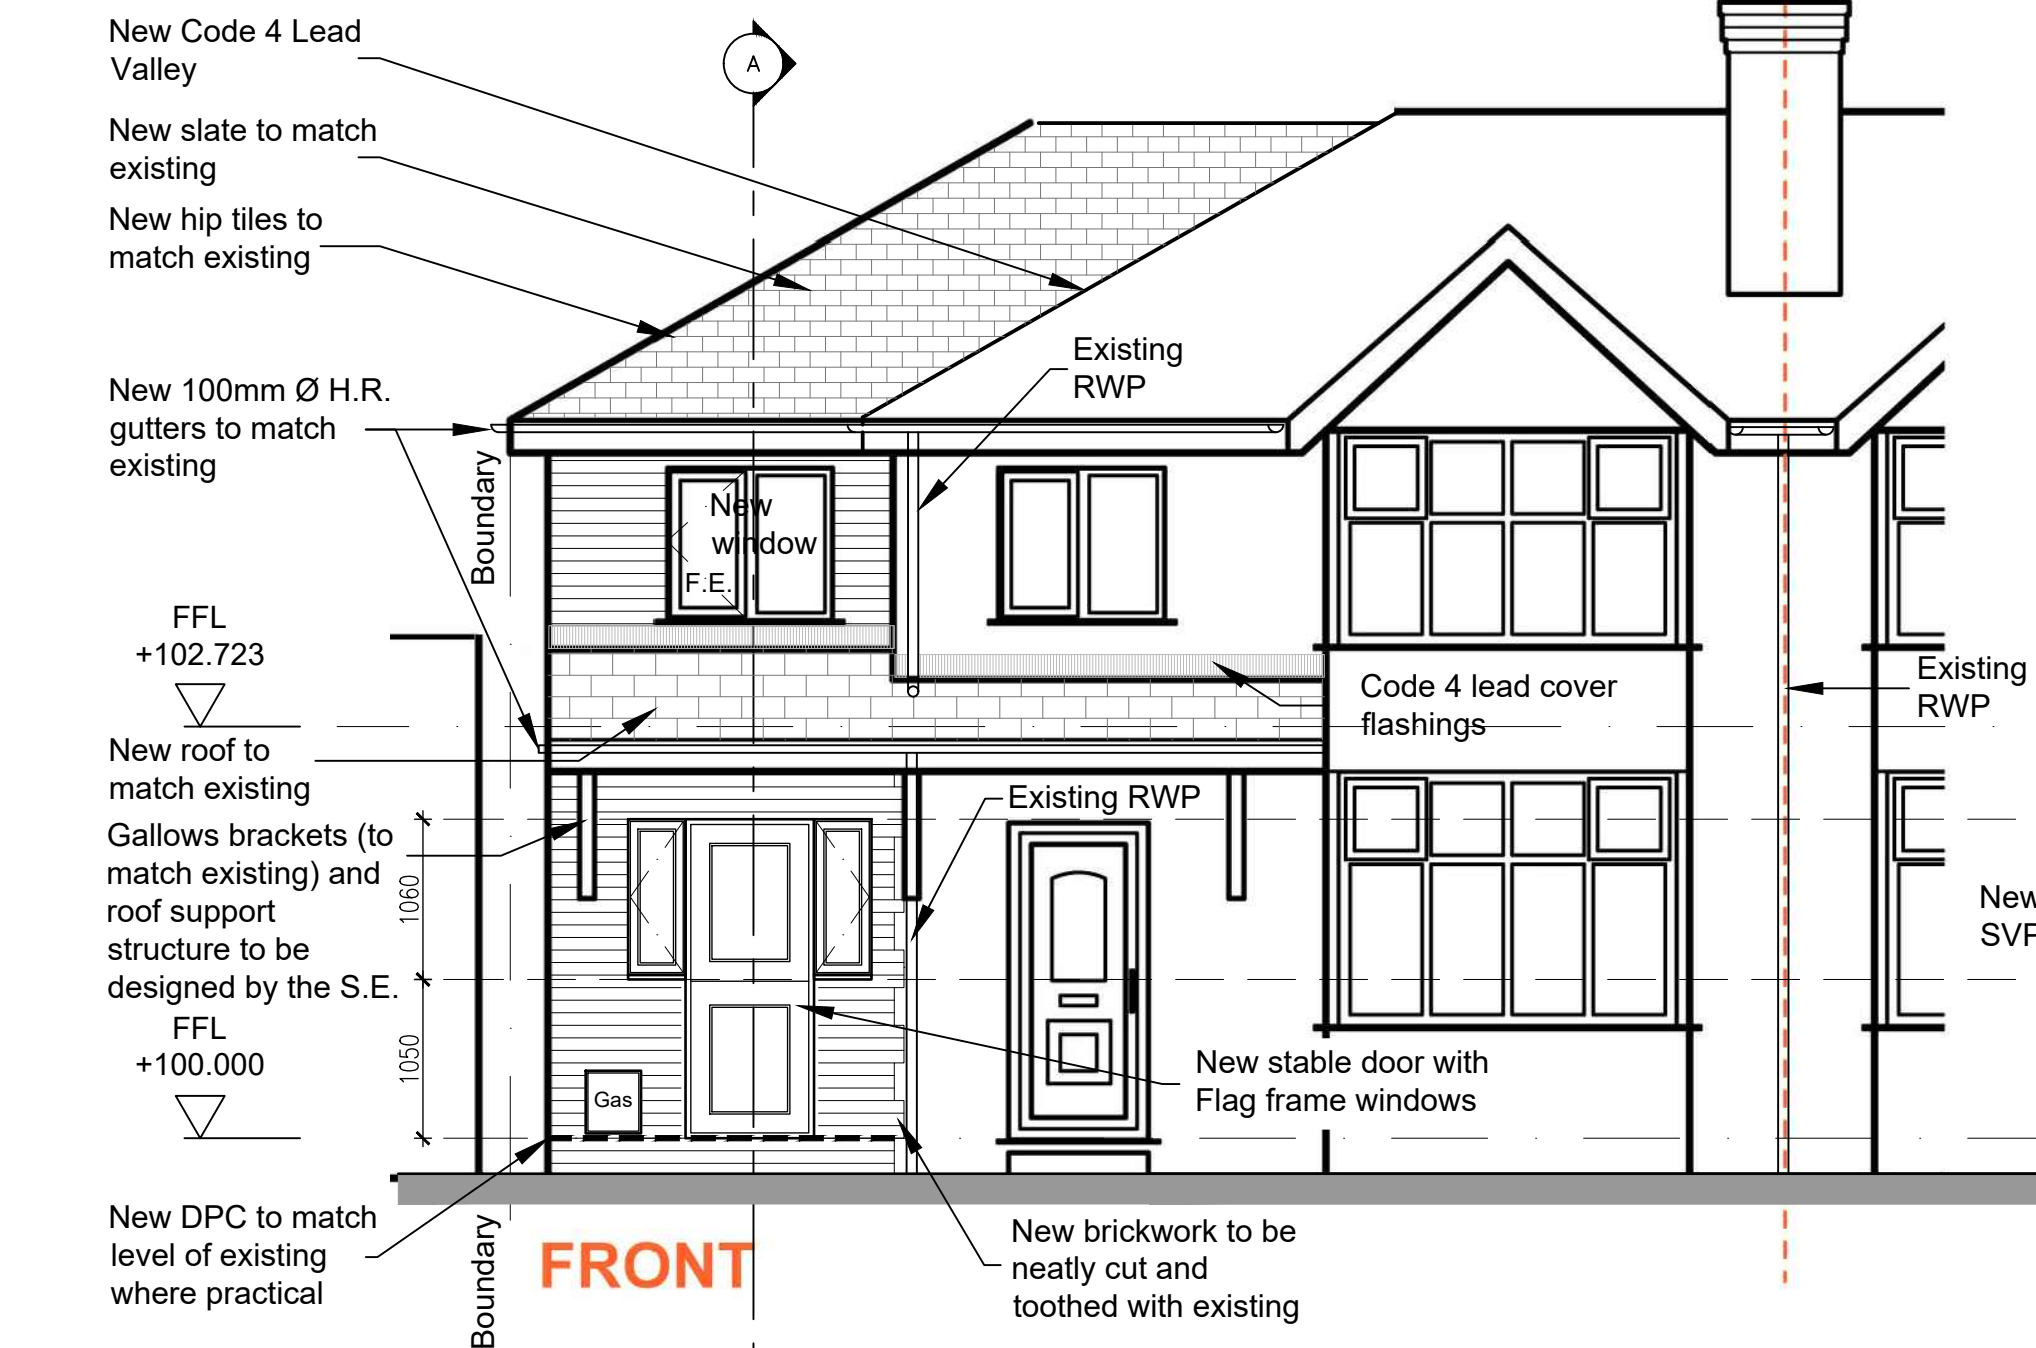 New Code 4 Lead
Valley
A
New slate to match
existing
New hip tiles to
match existing
New 100mm Ø H.R.
gutters to match
existing
Existing
RWP
Boundary
New
window
F.E.
FFL
+102.723
Code 4 lead cover
flashings
Existing
RWP
New roof to
match existing
Existing RWP
Gallows brackets (to
match existing) and
roof support
structure to be
designed by the S.E.
1060
New
SVP
FFL
+100.000
1050
Gas
New stable door with
Flag frame windows
New DPC to match
level of existing
where practical
Boundary
FRONT
New brickwork to be
neatly cut and
toothed with existing